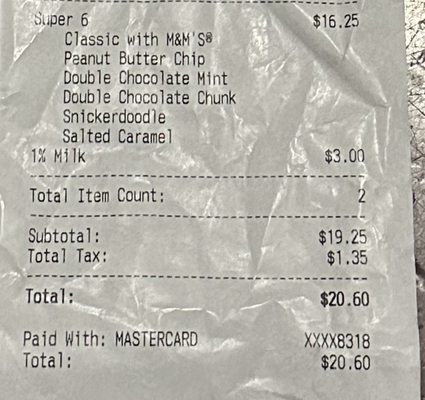 Super 6 $16.25
Classic with M&M'S®
Peanut Butter Chip
Double Chocolate Mint
Double Chocolate Chunk
Snickerdoodle
Salted Caramel
1% Milk $3.00
Total Item Count: 2
Subtotal: $19.25
Total Tax: $1.35
Total: $20.60
Paid With: MASTERCARD XXXX8318
Total: $20.60